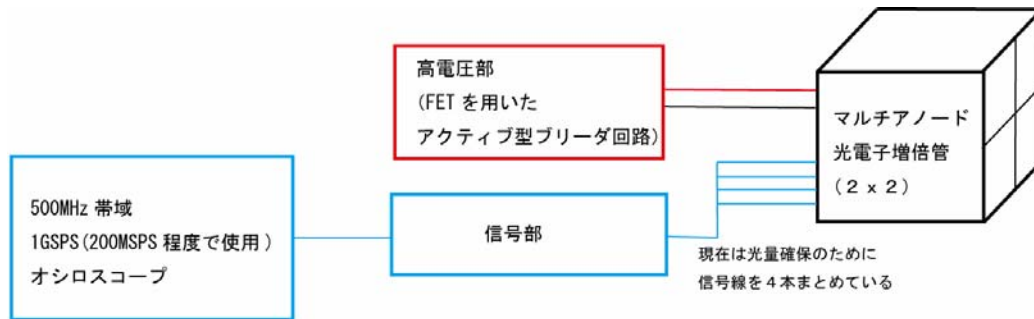 高電圧部
(FET を用いた
アクティブ型ブリーダ回路)
マルチアノード
光電子増倍管
(２ x ２)
500MHz 帯域
1GSPS(200MSPS 程度で使用 )
オシロスコープ
信号部
現在は光量確保のために
信号線を４本まとめている